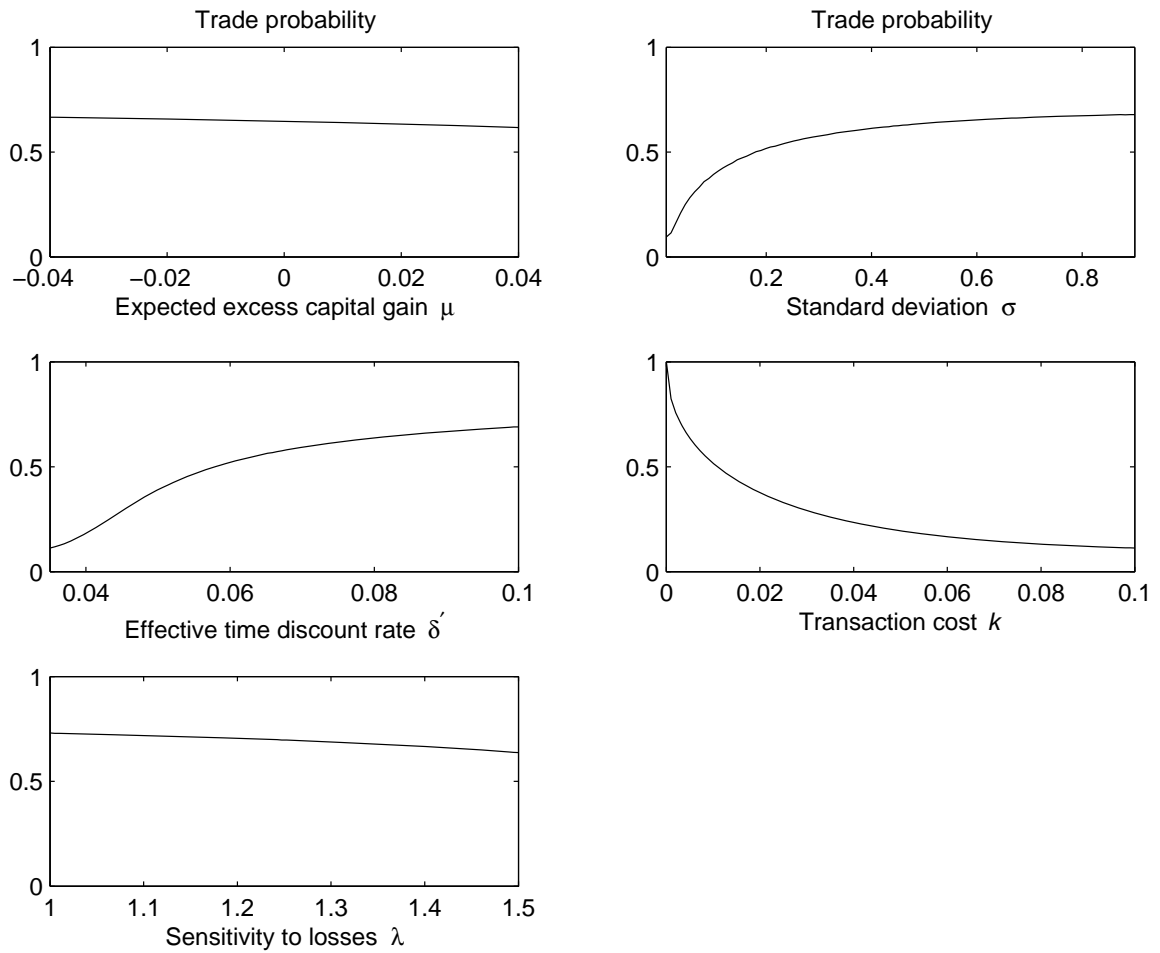 Trade probability
1
0.5
0
−0.04 −0.02 0 0.02 0.04
Expected excess capital gain μ
Trade probability
1
0.5
0
0.2 0.4 0.6 0.8
Standard deviation σ
1
0.5
0
0.04 0.06 0.08 0.1
Effective time discount rate δ′
1
0.5
0
0 0.02 0.04 0.06 0.08 0.1
Transaction cost k
1
0.5
0
1 1.1 1.2 1.3 1.4 1.5
Sensitivity to losses λ